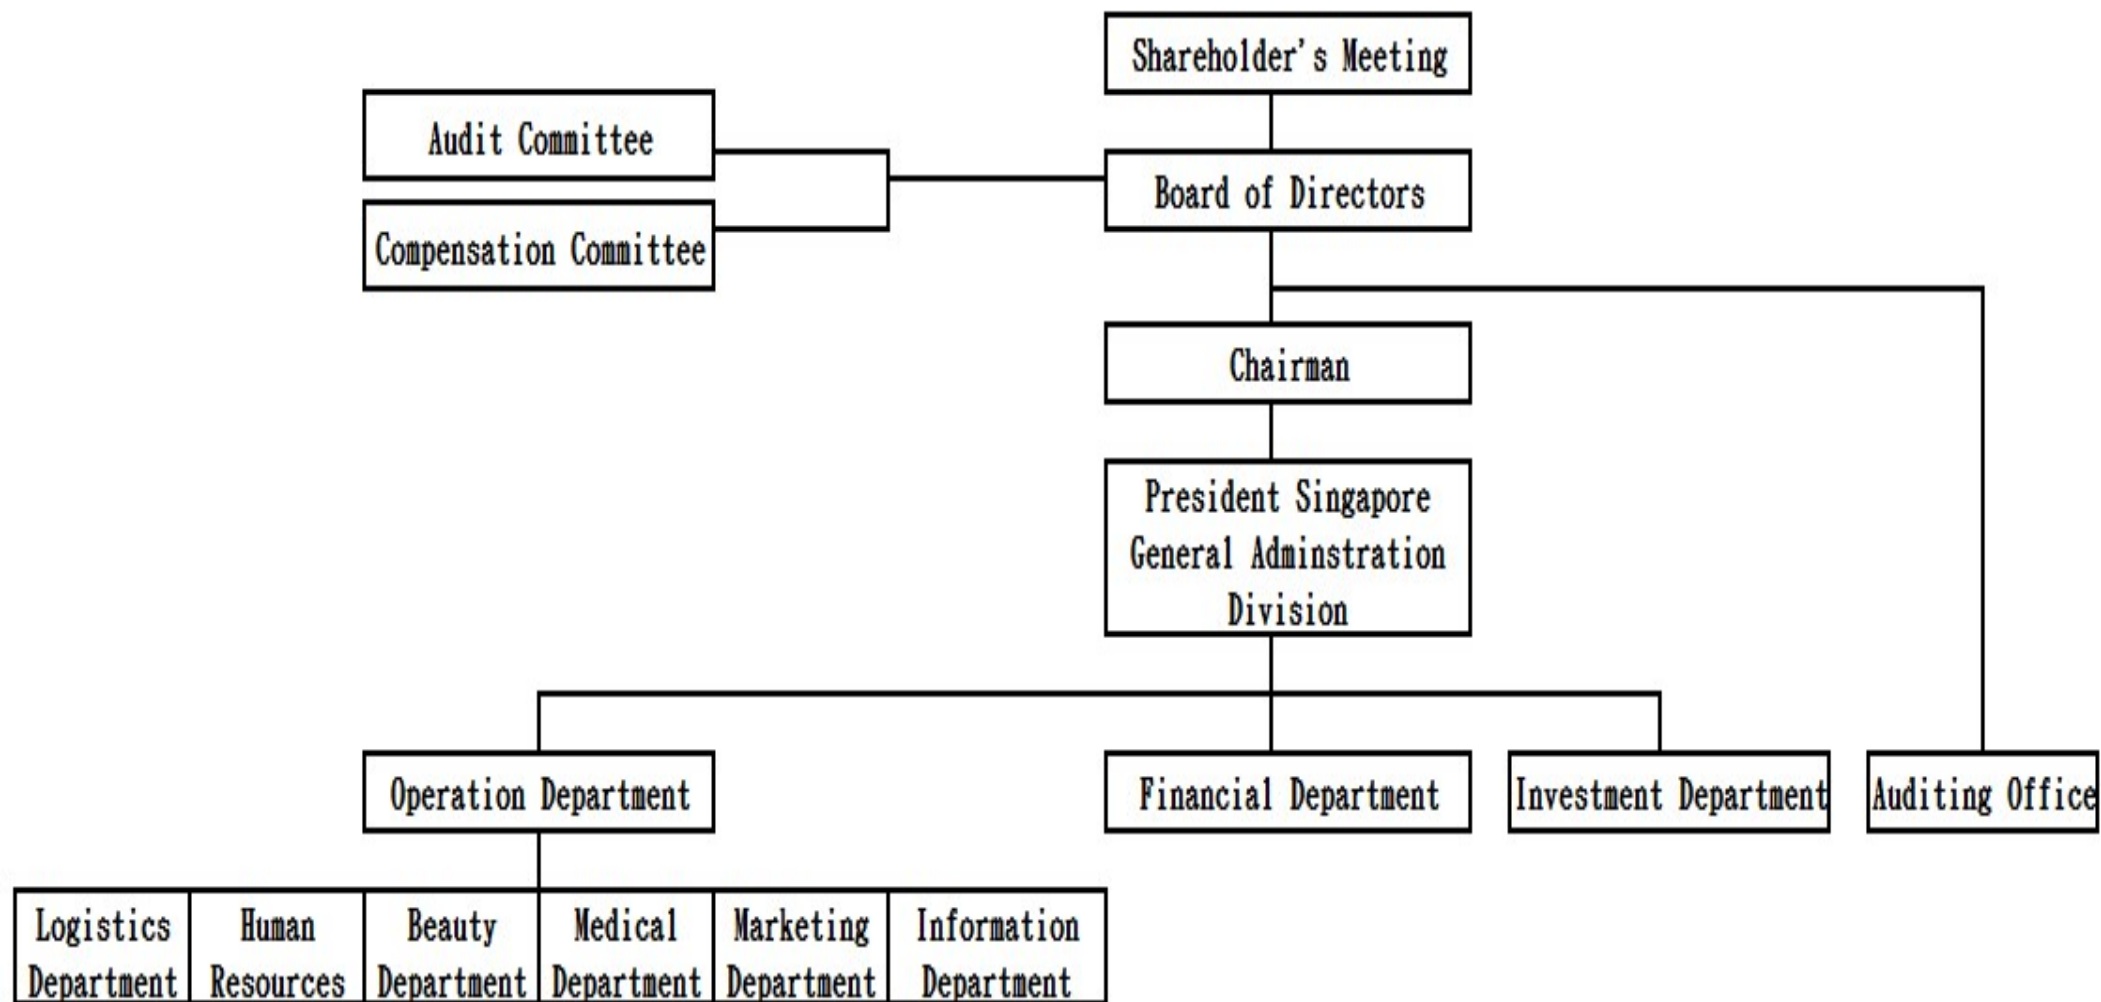 Shareholder's Meeting
Audit Committee
Board of Directors
Compensation Committee
Chairman
President Singapore
General Adminstration
Division
Operation Department
Financial Department
Investment Department
Auditing Office
Logistics
Department
Human
Resources
Beauty
Department
Medical
Department
Marketing
Department
Information
Department